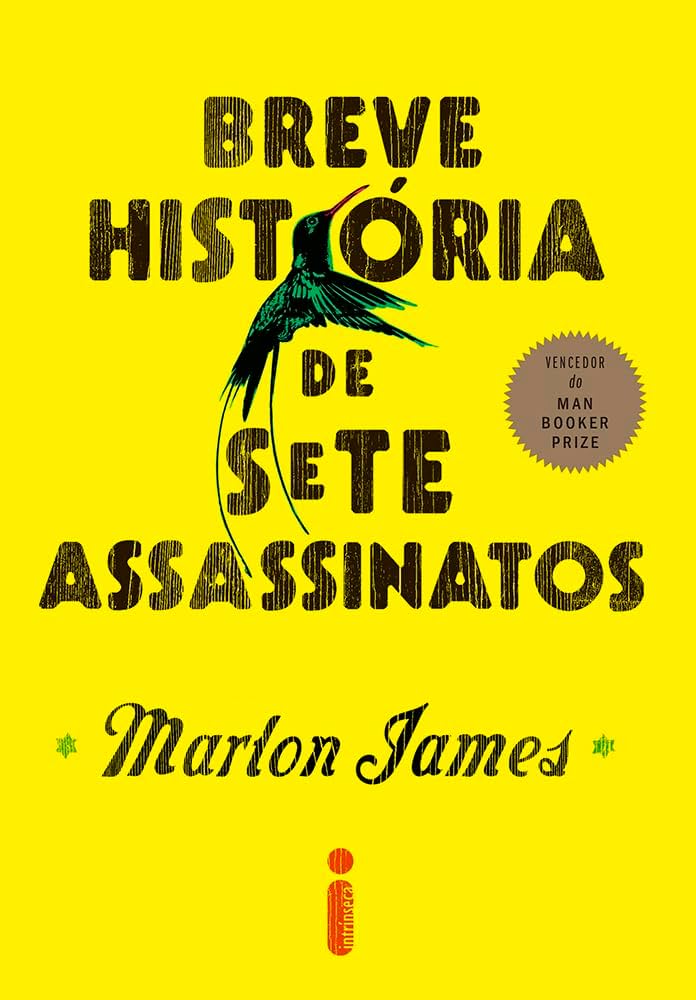 BREVE
HISTÓRIA
DE
SeTE
ASSASSINATOS
VENCEDOR
do
MAN
BOOKER
PRIZE
Marlon James
intrínseca